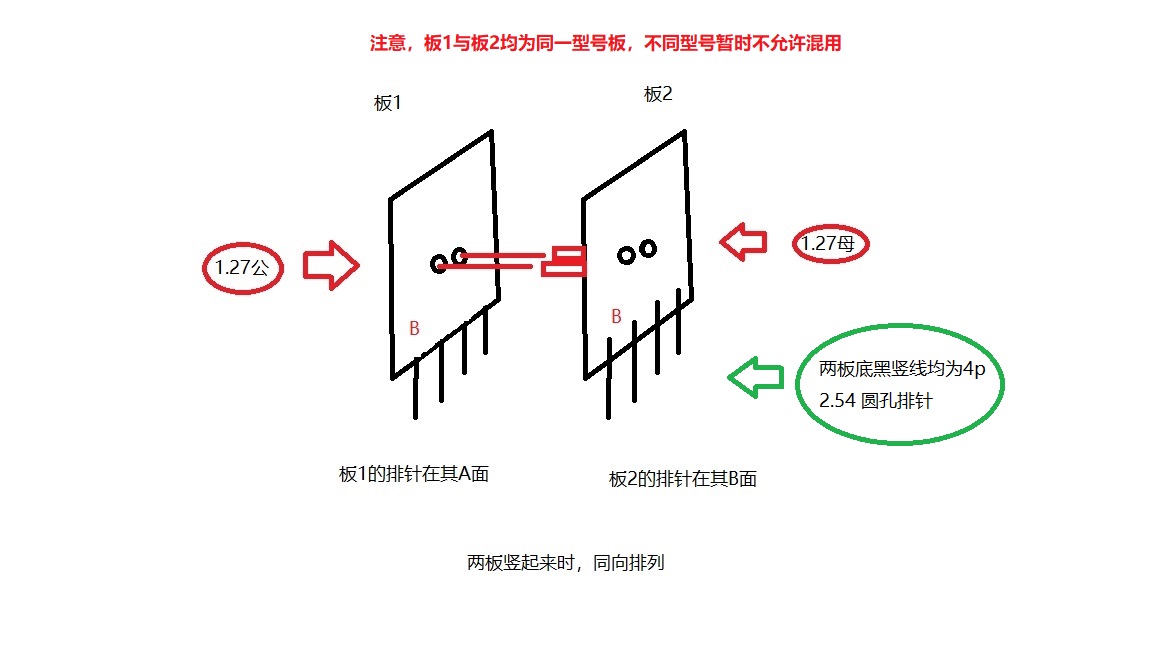 注意，板1与板2均为同一型号板，不同型号暂时不允许混用
板1
板2
1.27公
1.27母
B
B
两板底黑竖线均为4p
2.54 圆孔排针
板1的排针在其A面
板2的排针在其B面
两板竖起来时，同向排列